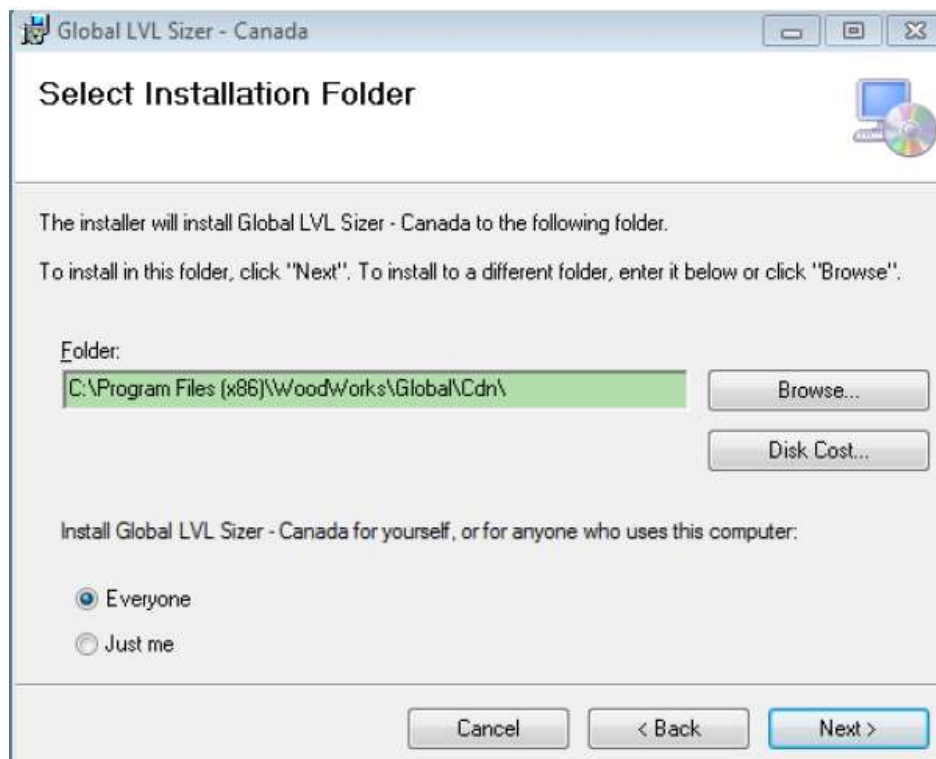 Global LVL Sizer - Canada
Select Installation Folder
The installer will install Global LVL Sizer - Canada to the following folder.
To install in this folder, click "Next". To install to a different folder, enter it below or click "Browse".
Folder:
C:\Program Files (x86)\WoodWorks\Global\Cdn\
Browse...
Disk Cost...
Install Global LVL Sizer - Canada for yourself, or for anyone who uses this computer:
Everyone
Just me
Cancel
< Back
Next >